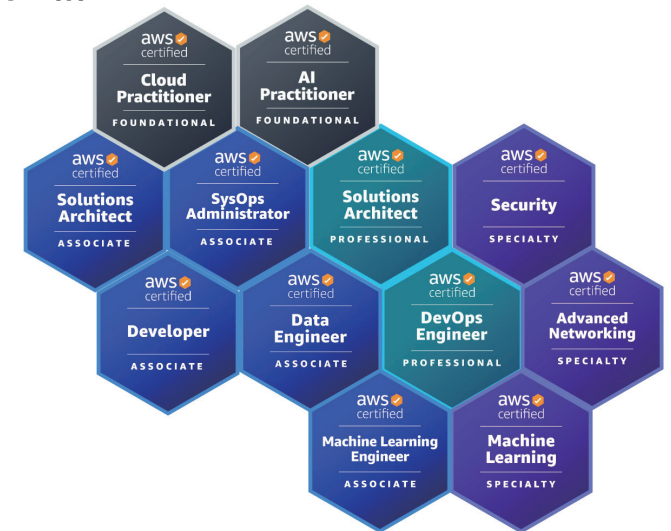 aws
certified
Cloud
Practitioner
FOUNDATIONAL
aws
certified
AI
Practitioner
FOUNDATIONAL
aws
certified
Solutions
Architect
ASSOCIATE
aws
certified
SysOps
Administrator
ASSOCIATE
aws
certified
Solutions
Architect
PROFESSIONAL
aws
certified
Security
SPECIALTY
aws
certified
Developer
ASSOCIATE
aws
certified
Data
Engineer
ASSOCIATE
aws
certified
DevOps
Engineer
PROFESSIONAL
aws
certified
Advanced
Networking
SPECIALTY
aws
certified
Machine Learning
Engineer
ASSOCIATE
aws
certified
Machine
Learning
SPECIALTY